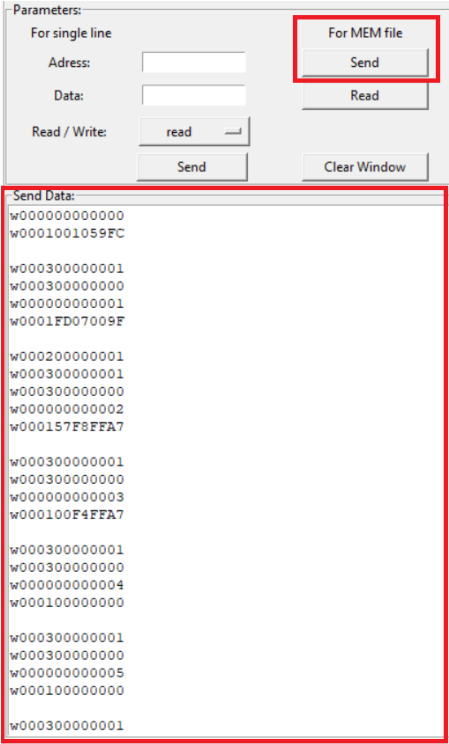 Parameters:
For single line For MEM file
Adress: Send
Data: Read
Read / Write: read
Send Clear Window
Send Data:
w000000000000
w0001001059FC
w000300000001
w000300000000
w000000000001
w0001FD07009F
w000200000001
w000300000001
w000300000000
w000000000002
w000157F8FFA7
w000300000001
w000300000000
w000000000003
w000100F4FFA7
w000300000001
w000300000000
w000000000004
w000100000000
w000300000001
w000300000000
w000000000005
w000100000000
w000300000001